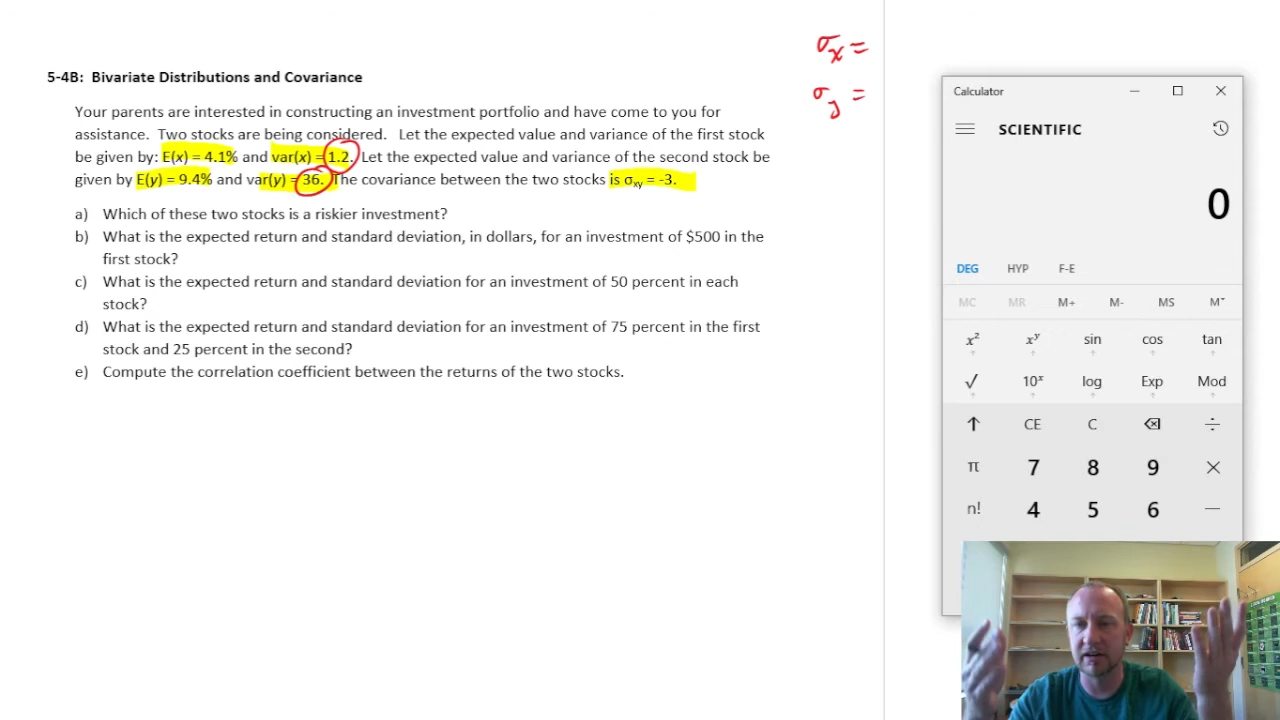 σx =
σy =
5-4B: Bivariate Distributions and Covariance
Your parents are interested in constructing an investment portfolio and have come to you for
assistance. Two stocks are being considered. Let the expected value and variance of the first stock
be given by: E(x) = 4.1% and var(x) = 1.2. Let the expected value and variance of the second stock be
given by E(y) = 9.4% and var(y) = 36. The covariance between the two stocks is σxy = -3.
a) Which of these two stocks is a riskier investment?
b) What is the expected return and standard deviation, in dollars, for an investment of $500 in the
first stock?
c) What is the expected return and standard deviation for an investment of 50 percent in each
stock?
d) What is the expected return and standard deviation for an investment of 75 percent in the first
stock and 25 percent in the second?
e) Compute the correlation coefficient between the returns of the two stocks.
Calculator
SCIENTIFIC
0
DEG HYP F-E
MC MR M+ M- MS M˅
x² xʸ sin cos tan
√ 10ˣ log Exp Mod
↑ CE C ⌫ ÷
π 7 8 9 ×
n! 4 5 6 —